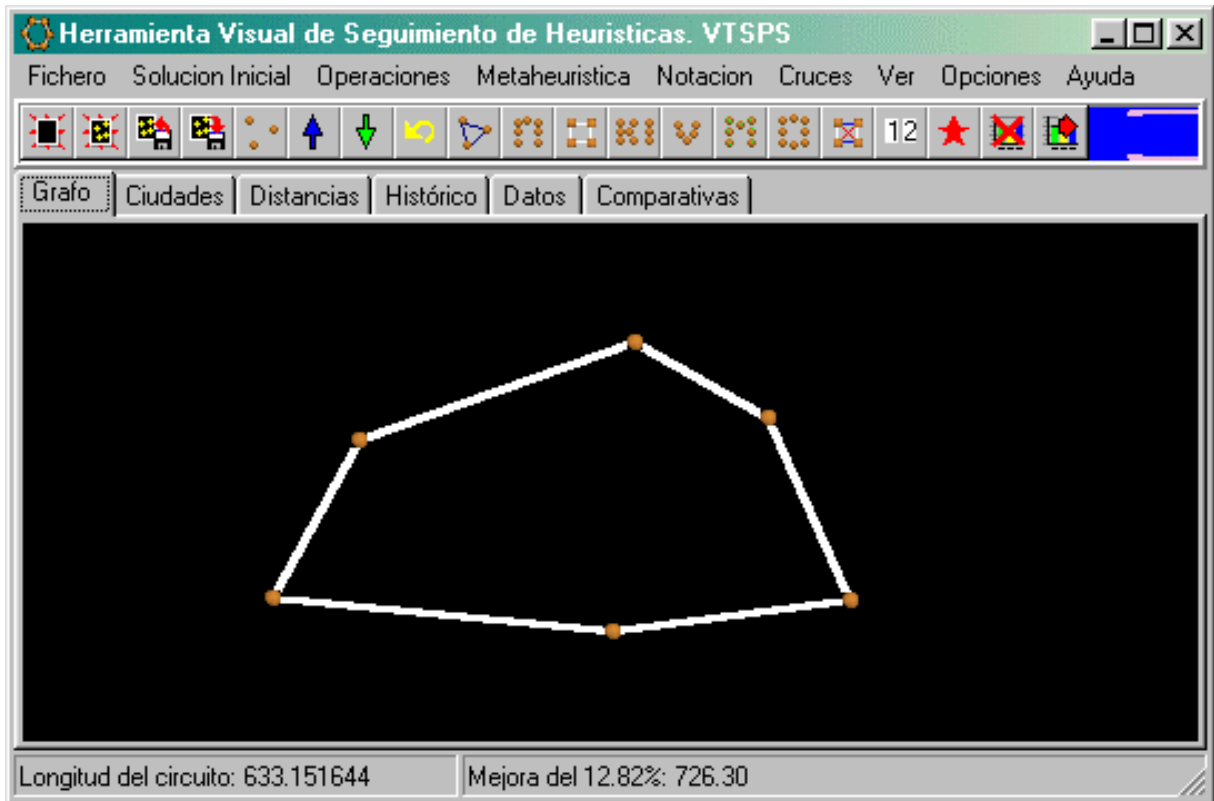 Herramienta Visual de Seguimiento de Heuristicas. VTSPS
Fichero Solucion Inicial Operaciones Metaheuristica Notacion Cruces Ver Opciones Ayuda
12
Grafo Ciudades Distancias Histórico Datos Comparativas
Longitud del circuito: 633.151644 Mejora del 12.82%: 726.30